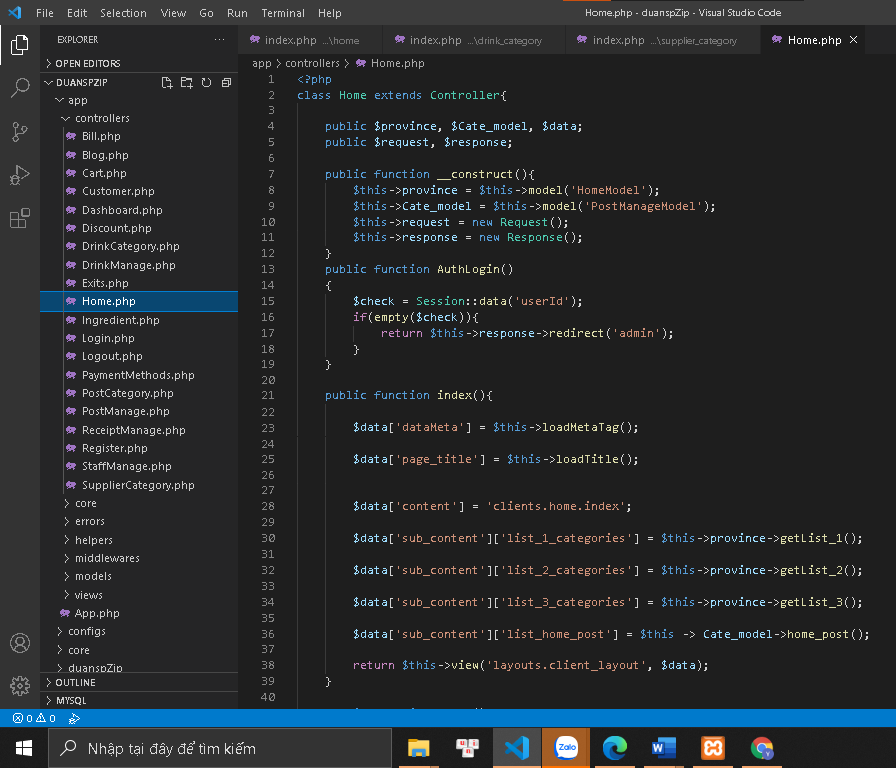 File Edit Selection View Go Run Terminal Help
Home.php - duanspZip - Visual Studio Code
EXPLORER ···
index.php ...\home
index.php ...\drink_category
index.php ...\supplier_category
Home.php ×
OPEN EDITORS
app > controllers > Home.php
DUANSPZIP
app
controllers
Bill.php
Blog.php
Cart.php
Customer.php
Dashboard.php
Discount.php
DrinkCategory.php
DrinkManage.php
Exits.php
Home.php
Ingredient.php
Login.php
Logout.php
PaymentMethods.php
PostCategory.php
PostManage.php
ReceiptManage.php
Register.php
StaffManage.php
SupplierCategory.php
core
errors
helpers
middlewares
models
views
App.php
configs
core
duanspZip
OUTLINE
MYSQL
1 <?php
2 class Home extends Controller{
3
4 public $province, $Cate_model, $data;
5 public $request, $response;
6
7 public function __construct(){
8 $this->province = $this->model('HomeModel');
9 $this->Cate_model = $this->model('PostManageModel');
10 $this->request = new Request();
11 $this->response = new Response();
12 }
13 public function AuthLogin()
14 {
15 $check = Session::data('userId');
16 if(empty($check)){
17 return $this->response->redirect('admin');
18 }
19 }
20
21 public function index(){
22
23 $data['dataMeta'] = $this->loadMetaTag();
24
25 $data['page_title'] = $this->loadTitle();
26
27
28 $data['content'] = 'clients.home.index';
29
30 $data['sub_content']['list_1_categories'] = $this->province->getList_1();
31
32 $data['sub_content']['list_2_categories'] = $this->province->getList_2();
33
34 $data['sub_content']['list_3_categories'] = $this->province->getList_3();
35
36 $data['sub_content']['list_home_post'] = $this -> Cate_model->home_post();
37
38 return $this->view('layouts.client_layout', $data);
39 }
40
0 0
Nhập tại đây để tìm kiếm
Zalo